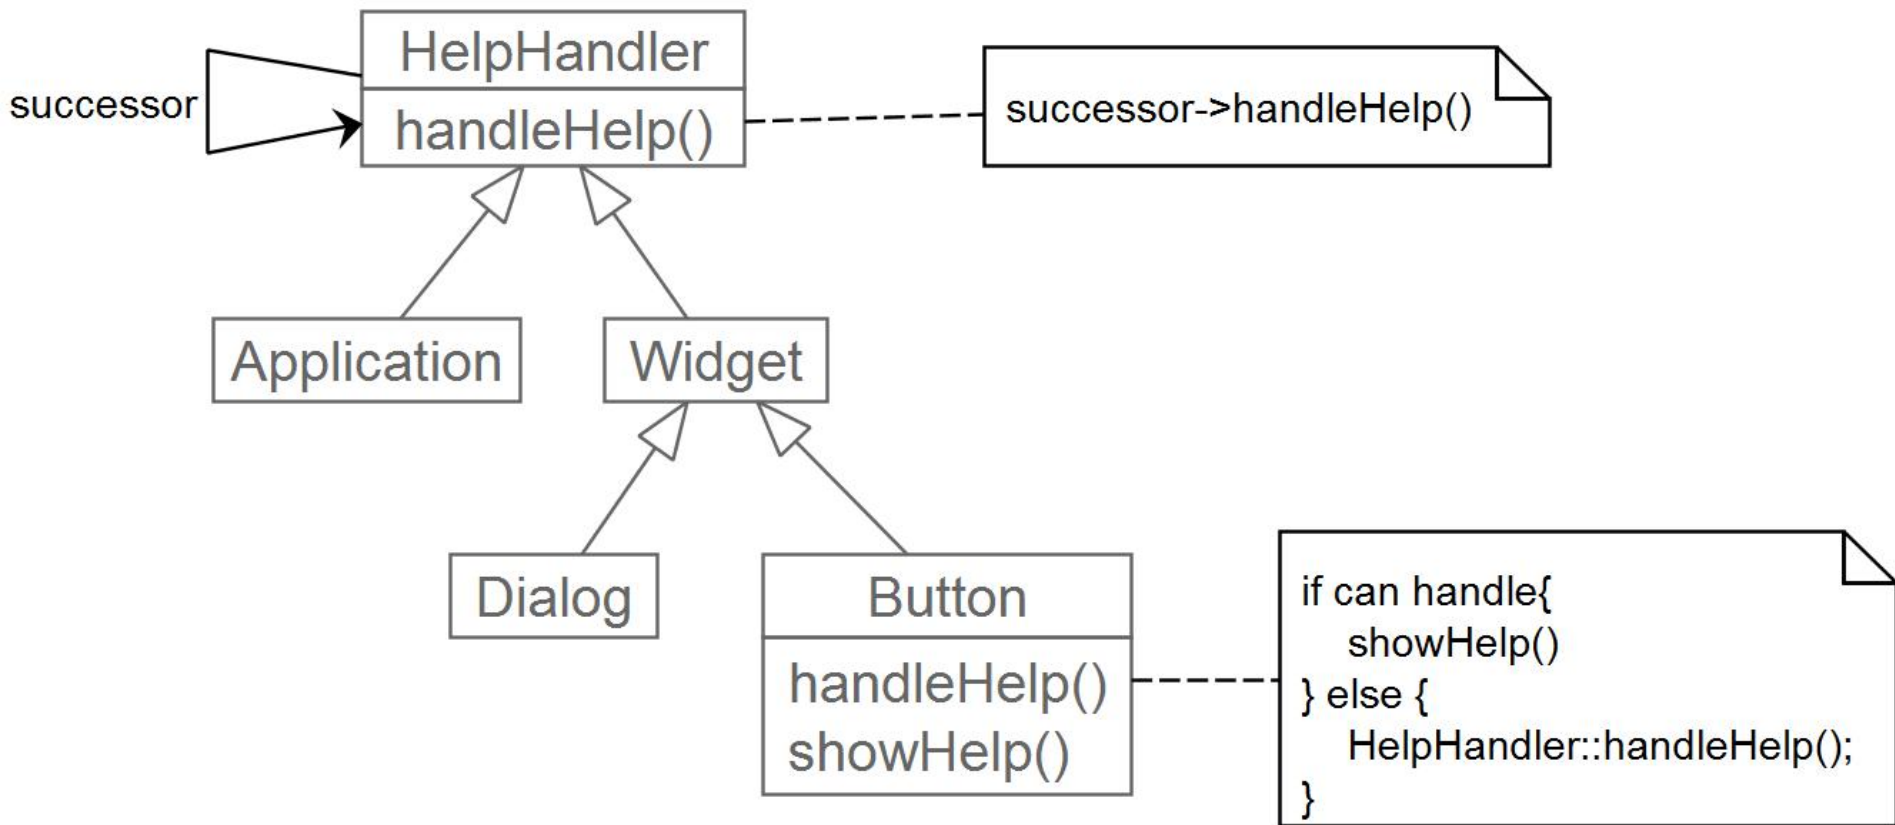 HelpHandler
successor
handleHelp()
successor->handleHelp()
Application
Widget
Dialog
Button
handleHelp()
showHelp()
if can handle{
showHelp()
} else {
HelpHandler::handleHelp();
}